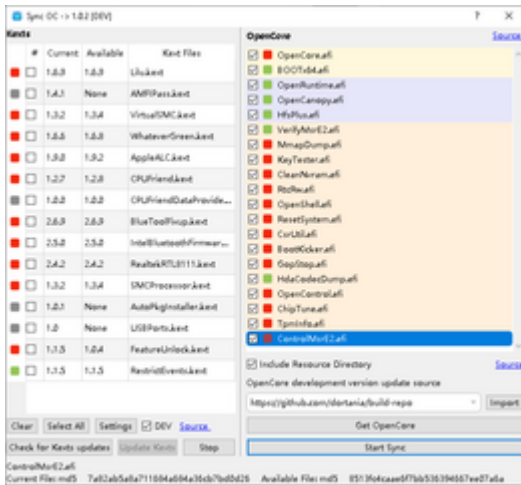 Sync OC -> 1.0.2 [DEV]
? X
Kexts
# Current Available Kext Files
1.6.9 1.6.9 Lilu.kext
1.4.1 None AMFIPass.kext
1.3.2 1.3.4 VirtualSMC.kext
1.6.6 1.6.8 WhateverGreen.kext
1.9.0 1.9.2 AppleALC.kext
1.2.7 1.2.8 CPUFriend.kext
1.0.0 1.0.0 CPUFriendDataProvide...
2.6.9 2.6.9 BlueToolFixup.kext
2.5.0 2.5.0 IntelBluetoothFirmwar...
2.4.2 2.4.2 RealtekRTL8111.kext
1.3.2 1.3.4 SMCProcessor.kext
1.0.1 None AutoPkgInstaller.kext
1.0 None USBPorts.kext
1.1.5 1.0.4 FeatureUnlock.kext
1.1.5 1.1.5 RestrictEvents.kext
Clear Select All Settings DEV Source
Check for Kexts updates Update Kexts Stop
OpenCore Source
OpenCore.efi
BOOTx64.efi
OpenRuntime.efi
OpenCanopy.efi
HfsPlus.efi
VerifyMsrE2.efi
MmapDump.efi
KeyTester.efi
CleanNvram.efi
RtcRw.efi
OpenShell.efi
ResetSystem.efi
CsrUtil.efi
BootKicker.efi
GopStop.efi
HdaCodecDump.efi
OpenControl.efi
ChipTune.efi
TpmInfo.efi
ControlMsrE2.efi
Include Resource Directory Source
OpenCore development version update source
https://github.com/dortania/build-repo Import
Get OpenCore
Start Sync
ControlMsrE2.efi
Current File: md5 Available File: md5